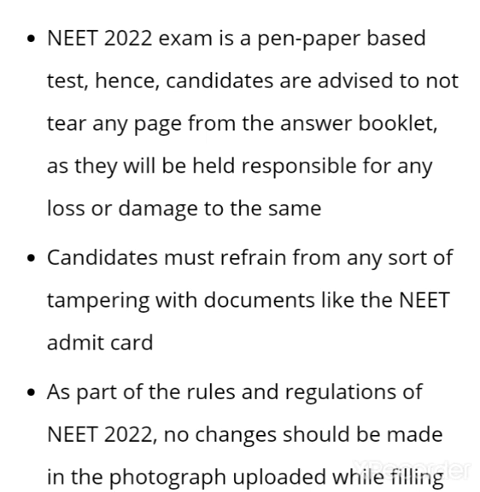 NEET 2022 exam is a pen-paper based
test, hence, candidates are advised to not
tear any page from the answer booklet,
as they will be held responsible for any
loss or damage to the same
Candidates must refrain from any sort of
tampering with documents like the NEET
admit card
As part of the rules and regulations of
NEET 2022, no changes should be made
in the photograph uploaded while filling